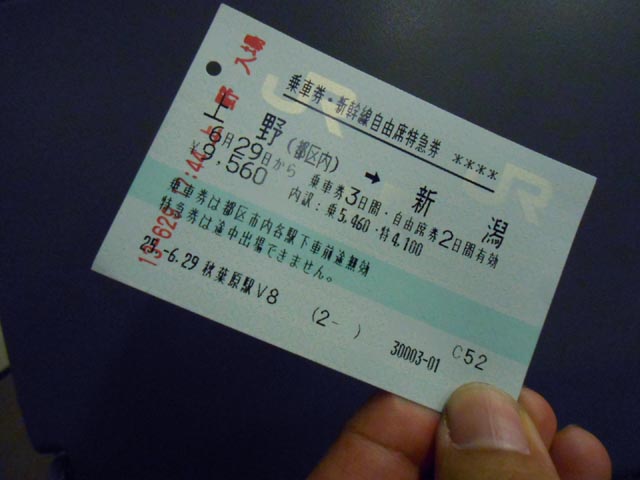 乗車券・新幹線自由席特急券 ****
上 野 (都区内) → 新 潟
6月29日から 乗車券3日間・自由席券2日間有効
¥9,560 内訳:乗5,460・特4,100
乗車券は都区市内各駅下車前途無効
特急券は途中出場できません。
25.-6.29 秋葉原駅V8 (2- ) 30003-01 C52
上野 入場
JR
JR